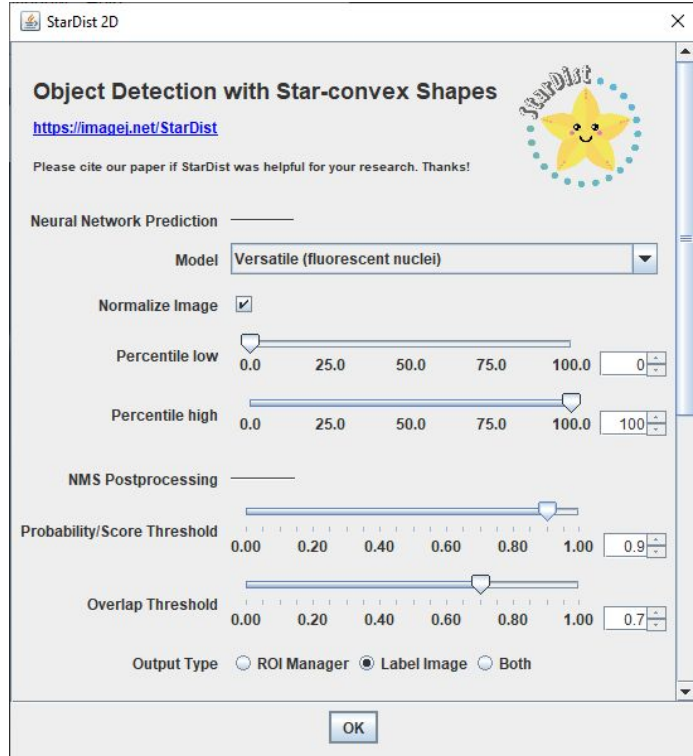 StarDist 2D
Object Detection with Star-convex Shapes
StarDist
https://imagej.net/StarDist
Please cite our paper if StarDist was helpful for your research. Thanks!
Neural Network Prediction
Model Versatile (fluorescent nuclei)
Normalize Image
Percentile low 0.0 25.0 50.0 75.0 100.0 0
Percentile high 0.0 25.0 50.0 75.0 100.0 100
NMS Postprocessing
Probability/Score Threshold 0.00 0.20 0.40 0.60 0.80 1.00 0.9
Overlap Threshold 0.00 0.20 0.40 0.60 0.80 1.00 0.7
Output Type ROI Manager Label Image Both
OK